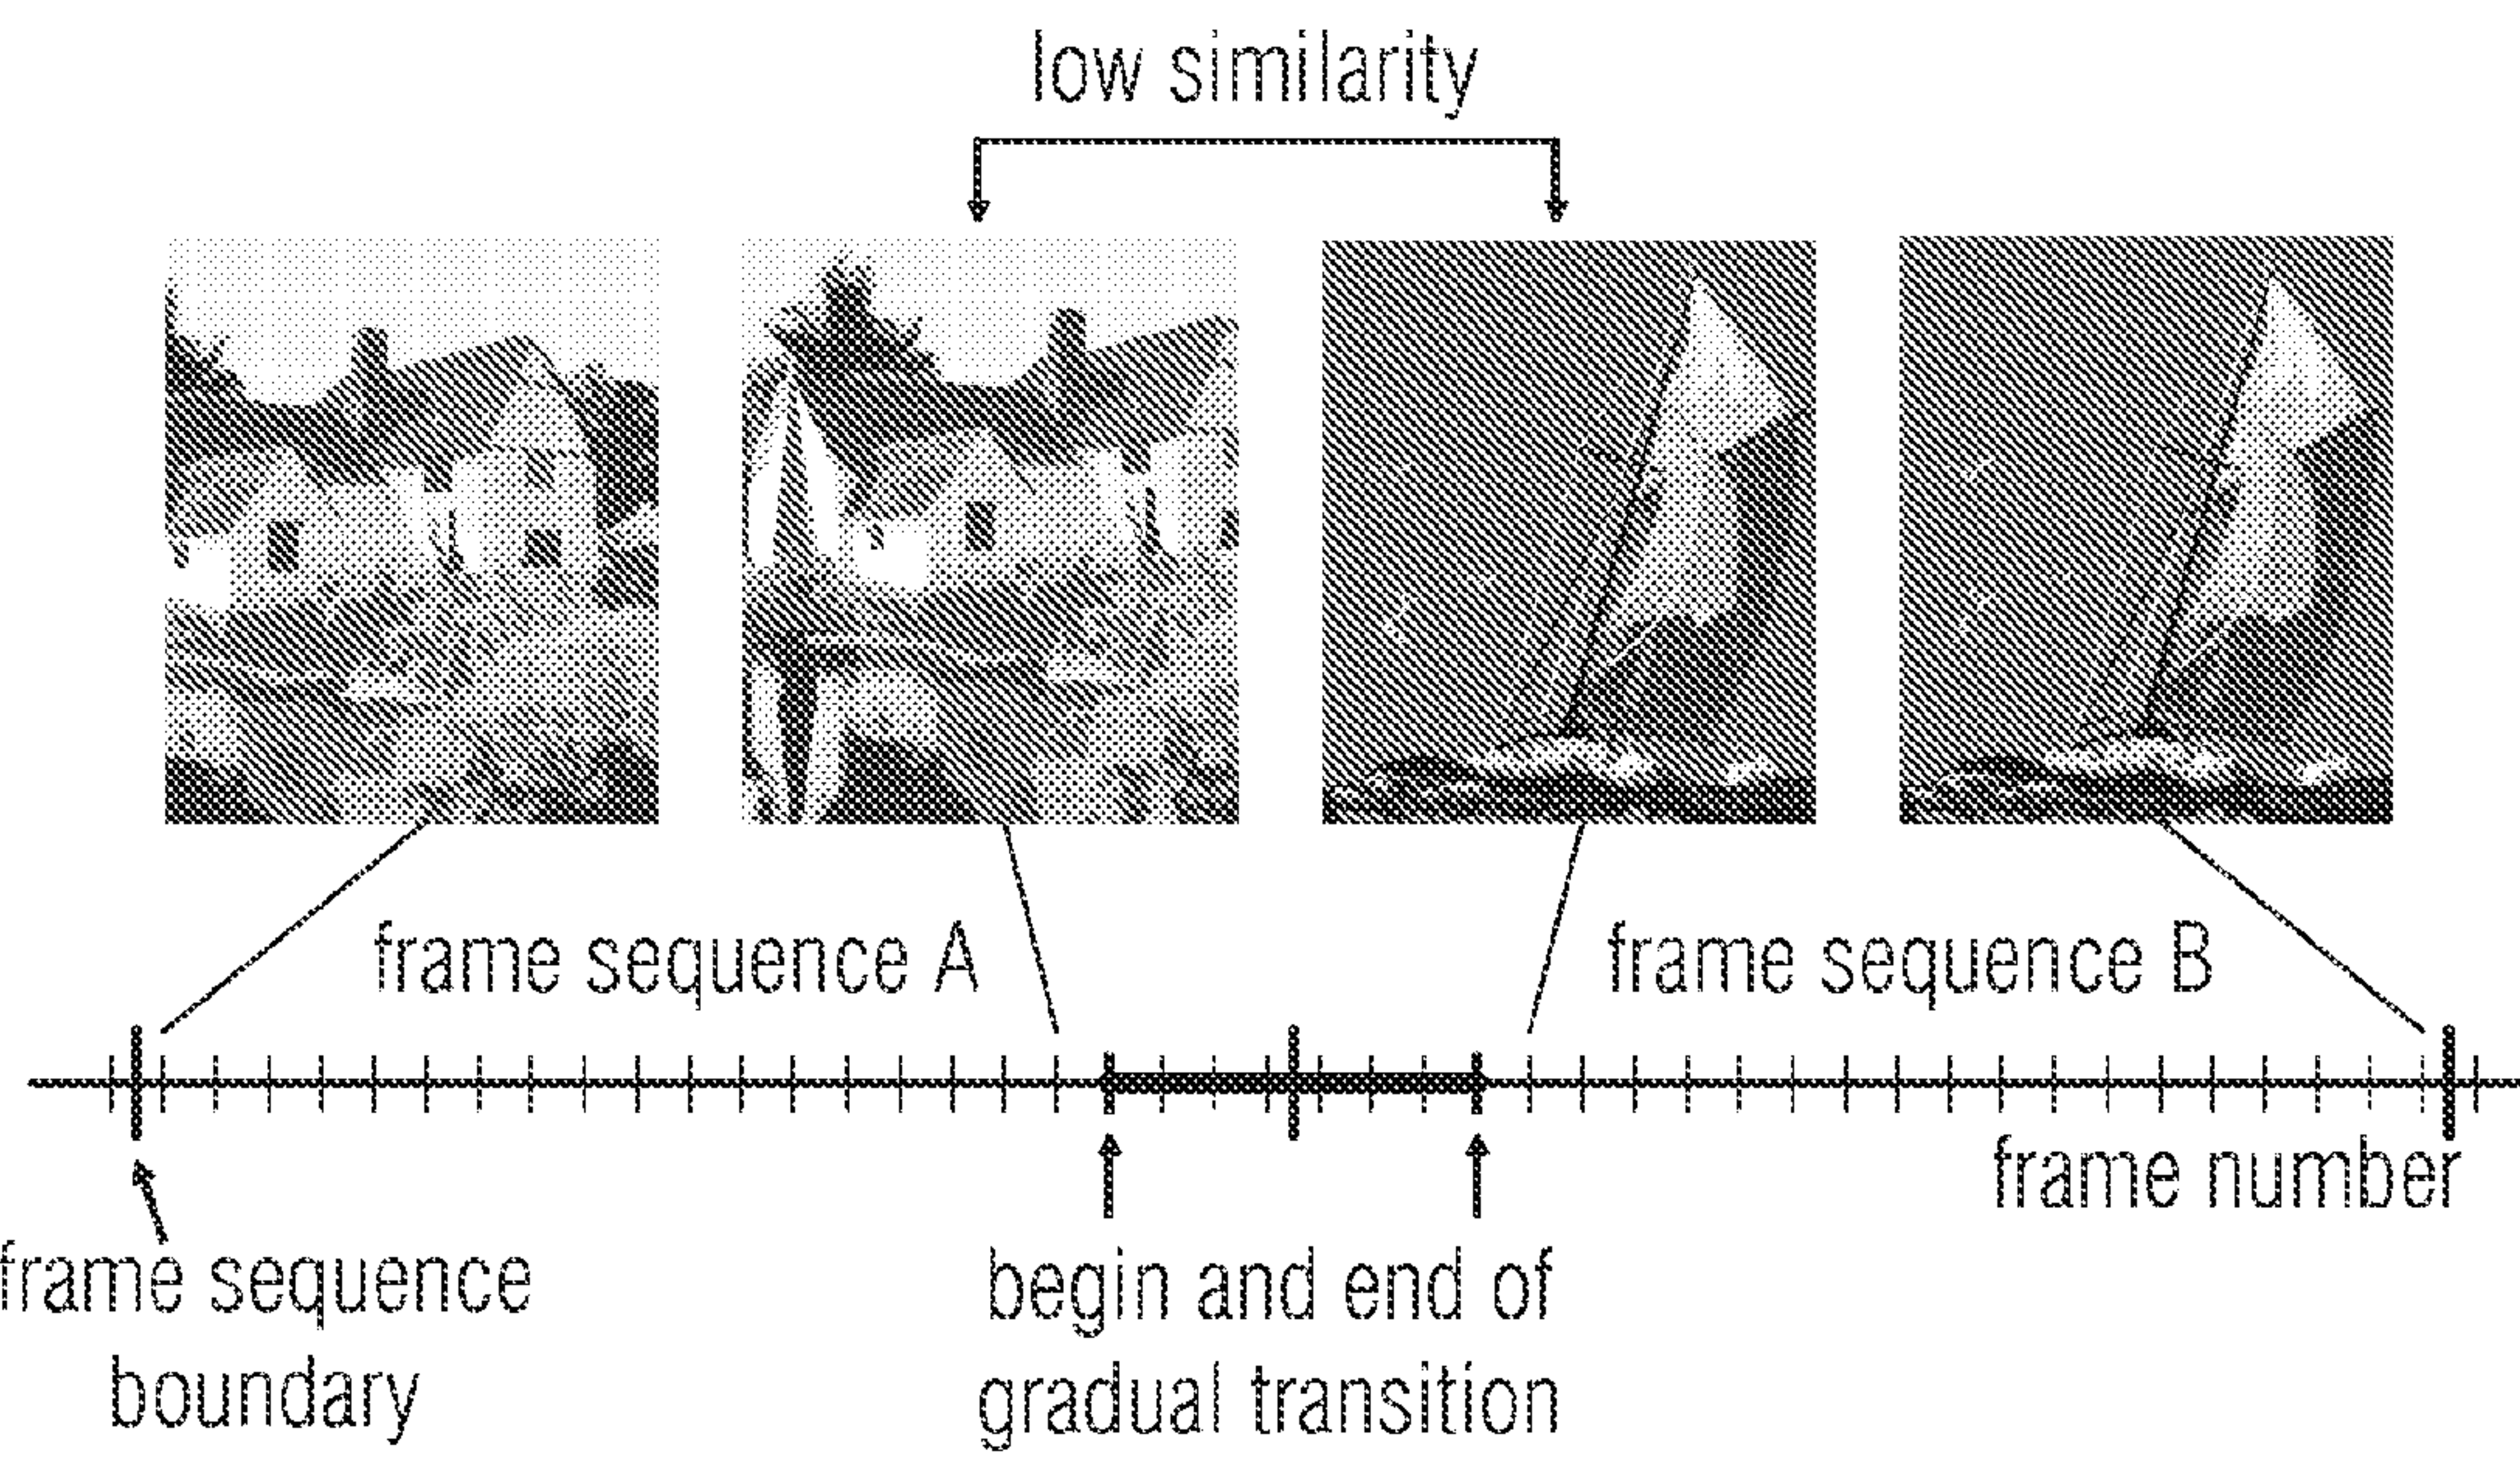 low similarity
frame sequence A
frame sequence B
frame number
frame sequence
boundary
begin and end of
gradual transition